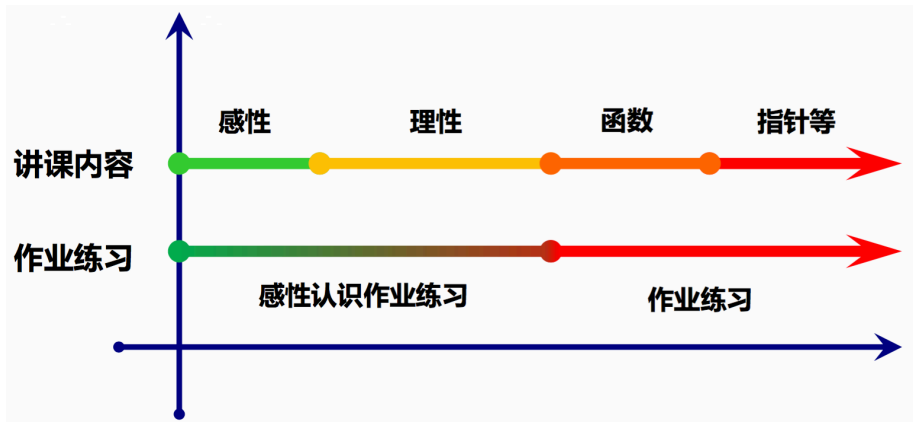 感性
理性
函数
指针等
讲课内容
作业练习
感性认识作业练习
作业练习